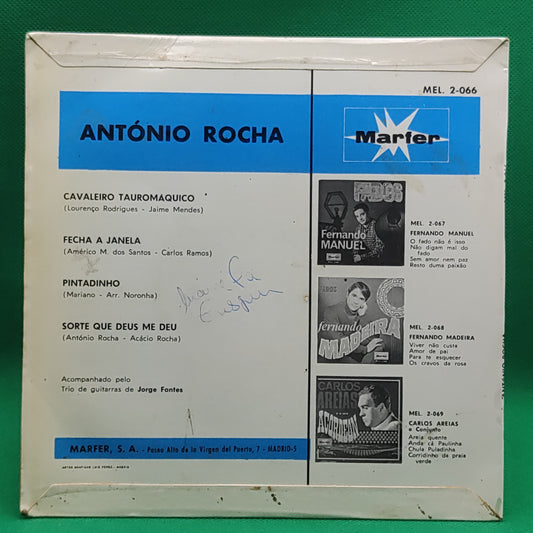 MEL. 2-066
ANTÓNIO ROCHA
Marfer
CAVALEIRO TAUROMAQUICO
(Lourenço Rodrigues - Jaime Mendes)
FECHA A JANELA
(Américo M. dos Santos - Carlos Ramos)
PINTADINHO
(Mariano - Arr. Noronha)
SORTE QUE DEUS ME DEU
(António Rocha - Acácio Rocha)
Acompanhado pelo
Trio de guitarras de Jorge Fontes
MARFER, S. A. - Paseo Alto de la Virgen del Puerto, 7 - MADRID-5
FADOS
Fernando
MANUEL
MEL. 2-067
FERNANDO MANUEL
O fado não é isso
Não digam mal do
fado
Sem amor nem paz
Resto duma paixão
fernando
MADEIRA
MEL. 2-068
FERNANDO MADEIRA
Viver não custa
Amor de pai
Para te esquecer
Os cravos da rosa
CARLOS
AREIAS
ACORDEON
MEL. 2-069
CARLOS AREIAS
e Conjunto
Areia quente
Anda cá Paulinha
Chula Puladinha
Corridinho da praia
verde